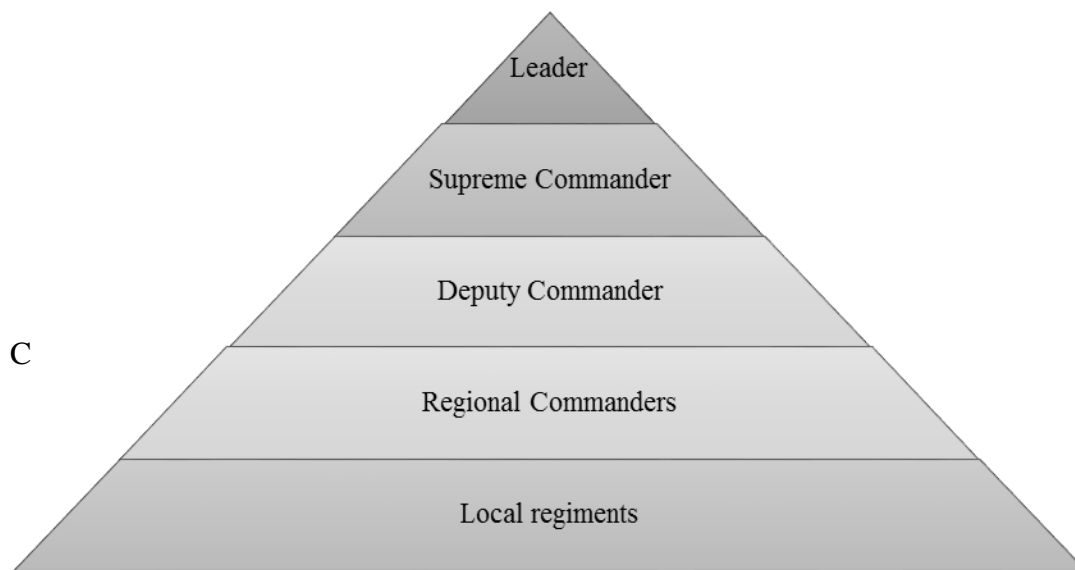 Leader
Supreme Commander
Deputy Commander
C
Regional Commanders
Local regiments